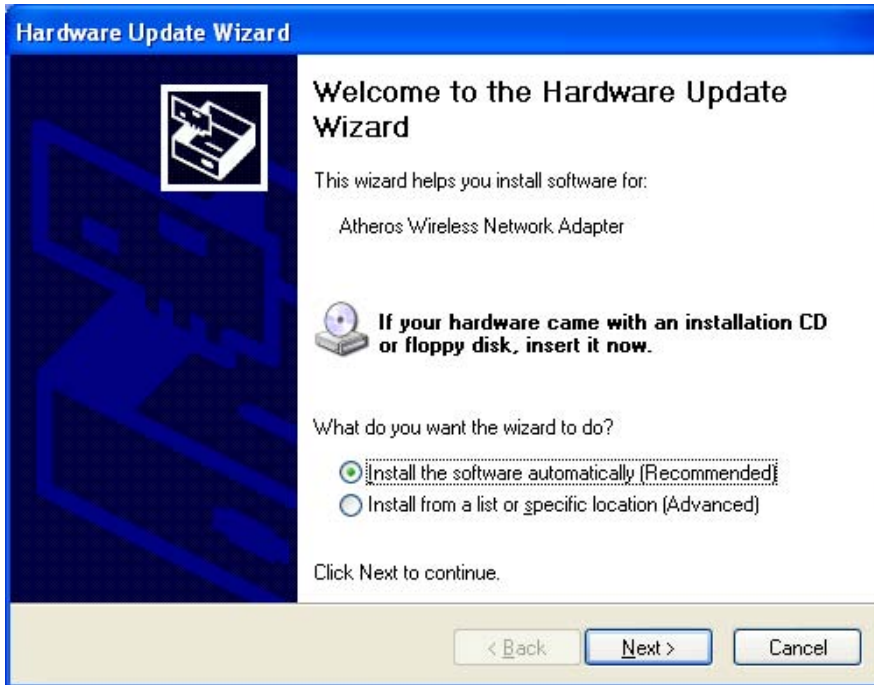 Hardware Update Wizard
Welcome to the Hardware Update
Wizard
This wizard helps you install software for:
Atheros Wireless Network Adapter
If your hardware came with an installation CD
or floppy disk, insert it now.
What do you want the wizard to do?
Install the software automatically (Recommended)
Install from a list or specific location (Advanced)
Click Next to continue.
< Back Next > Cancel